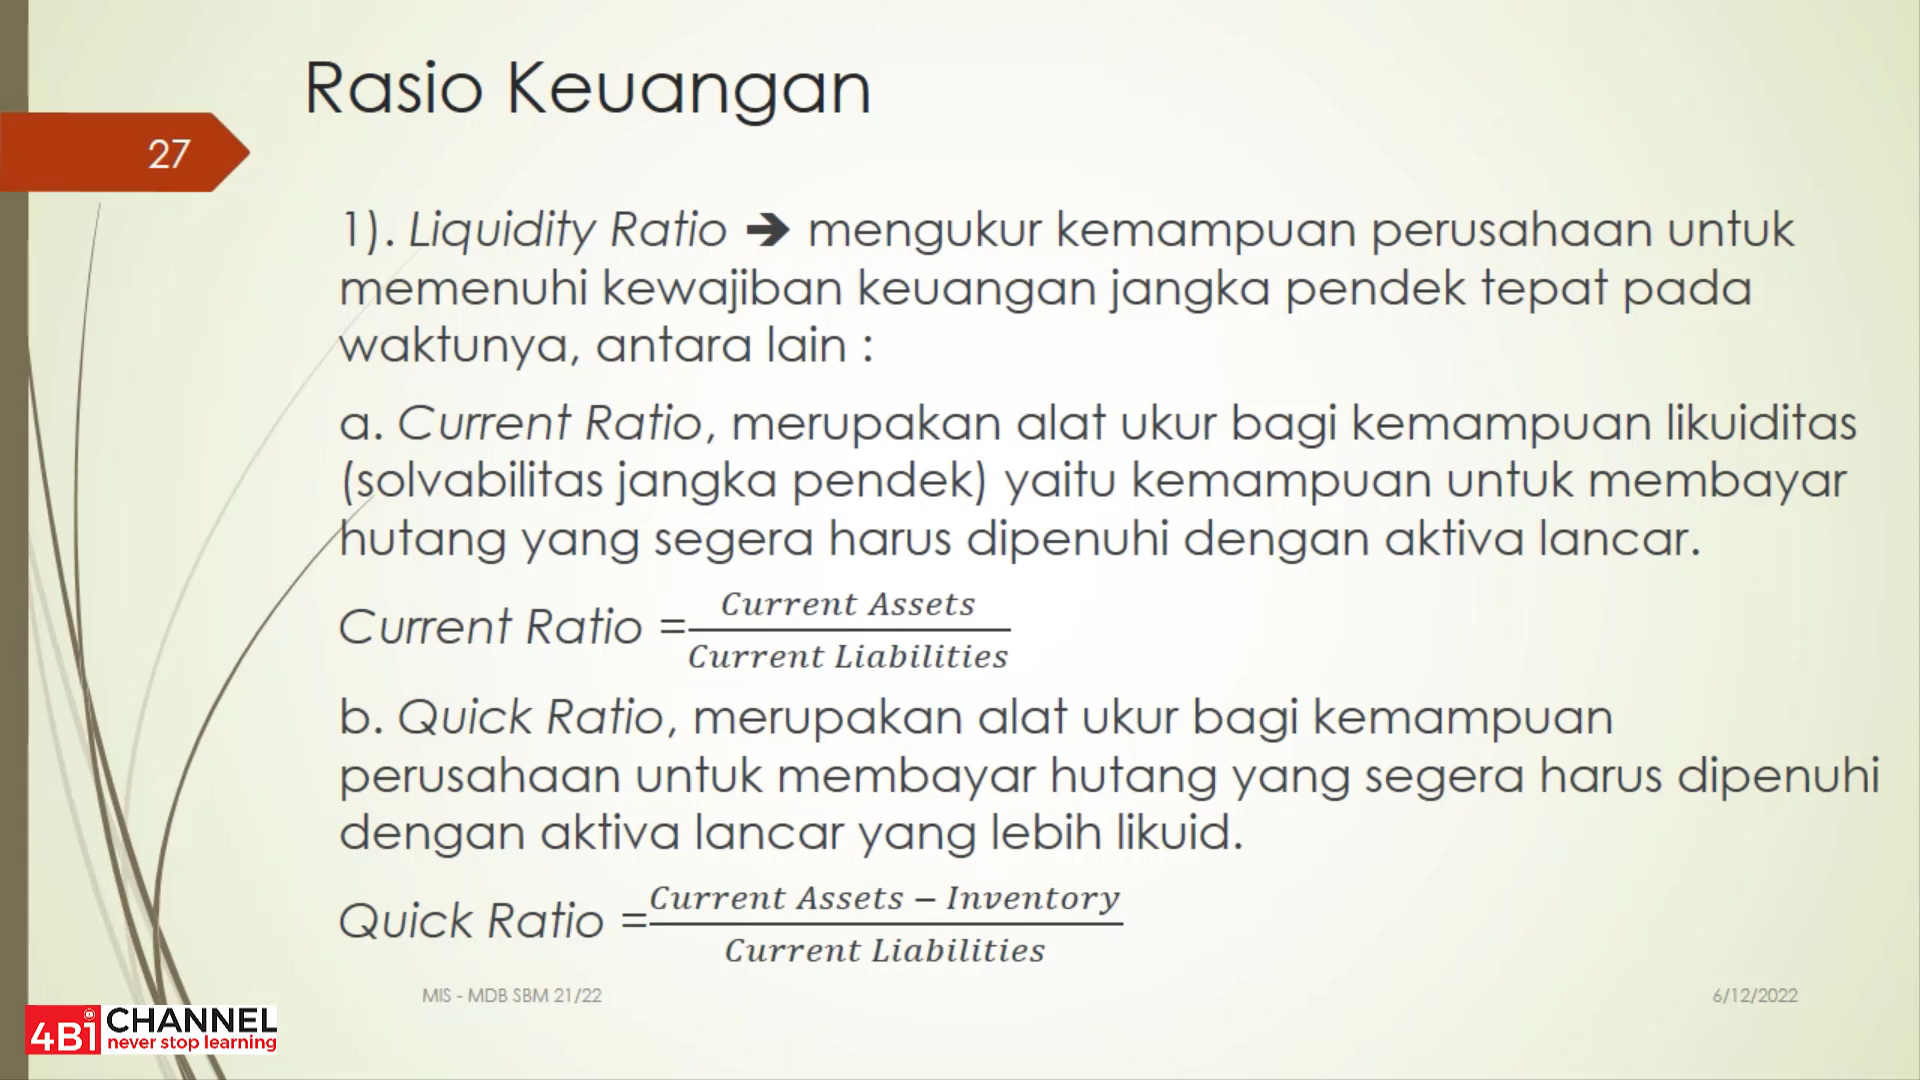 Rasio Keuangan
27
1). Liquidity Ratio ➔ mengukur kemampuan perusahaan untuk
memenuhi kewajiban keuangan jangka pendek tepat pada
waktunya, antara lain :
a. Current Ratio, merupakan alat ukur bagi kemampuan likuiditas
(solvabilitas jangka pendek) yaitu kemampuan untuk membayar
hutang yang segera harus dipenuhi dengan aktiva lancar.
Current Assets
Current Ratio =
Current Liabilities
b. Quick Ratio, merupakan alat ukur bagi kemampuan
perusahaan untuk membayar hutang yang segera harus dipenuhi
dengan aktiva lancar yang lebih likuid.
Current Assets – Inventory
Quick Ratio =
Current Liabilities
MIS - MDB SBM 21/22
6/12/2022
4Bi CHANNEL
never stop learning